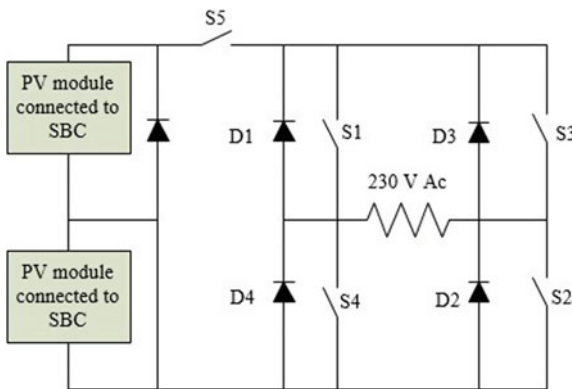 S5
PV module
connected to
SBC
D1
S1
D3
S3
230 V Ac
PV module
connected to
SBC
D4
S4
D2
S2